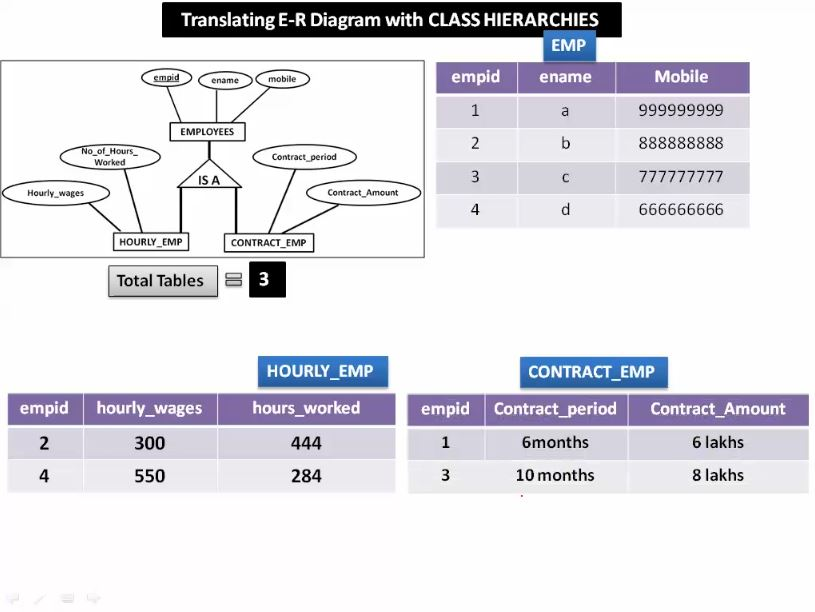 Translating E-R Diagram with CLASS HIERARCHIES
EMP
empid ename Mobile
1 a 999999999
2 b 888888888
3 c 777777777
4 d 666666666
empid ename mobile
EMPLOYEES
No_of_Hours_
Worked
Contract_period
IS A
Hourly_wages
Contract_Amount
HOURLY_EMP CONTRACT_EMP
Total Tables = 3
HOURLY_EMP
empid hourly_wages hours_worked
2 300 444
4 550 284
CONTRACT_EMP
empid Contract_period Contract_Amount
1 6months 6 lakhs
3 10 months 8 lakhs